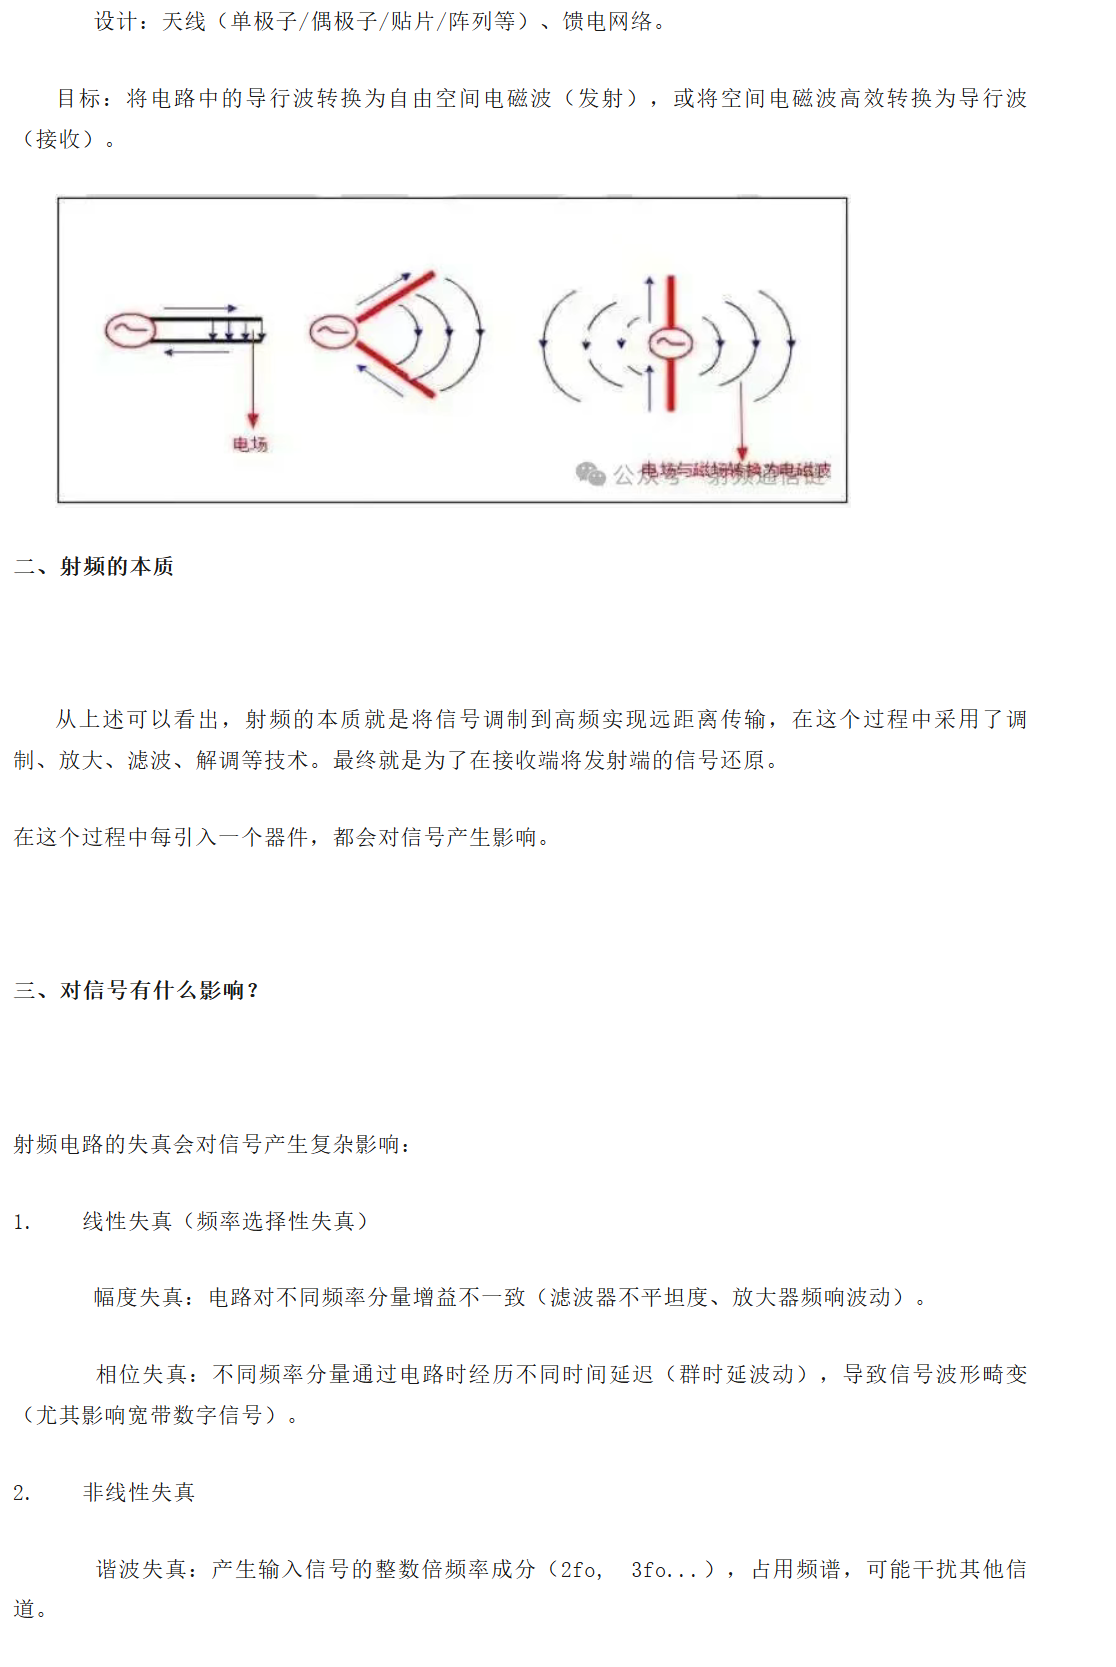 设计：天线（单极子/偶极子/贴片/阵列等）、馈电网络。
目标：将电路中的导行波转换为自由空间电磁波（发射），或将空间电磁波高效转换为导行波
（接收）。
电场
电场与磁场转换为电磁波
公众号 射频通信链
二、射频的本质
从上述可以看出，射频的本质就是将信号调制到高频实现远距离传输，在这个过程中采用了调
制、放大、滤波、解调等技术。最终就是为了在接收端将发射端的信号还原。
在这个过程中每引入一个器件，都会对信号产生影响。
三、对信号有什么影响？
射频电路的失真会对信号产生复杂影响：
1. 线性失真（频率选择性失真）
幅度失真：电路对不同频率分量增益不一致（滤波器不平坦度、放大器频响波动）。
相位失真：不同频率分量通过电路时经历不同时间延迟（群时延波动），导致信号波形畸变
（尤其影响宽带数字信号）。
2. 非线性失真
谐波失真：产生输入信号的整数倍频率成分（2fo, 3fo...），占用频谱，可能干扰其他信
道。